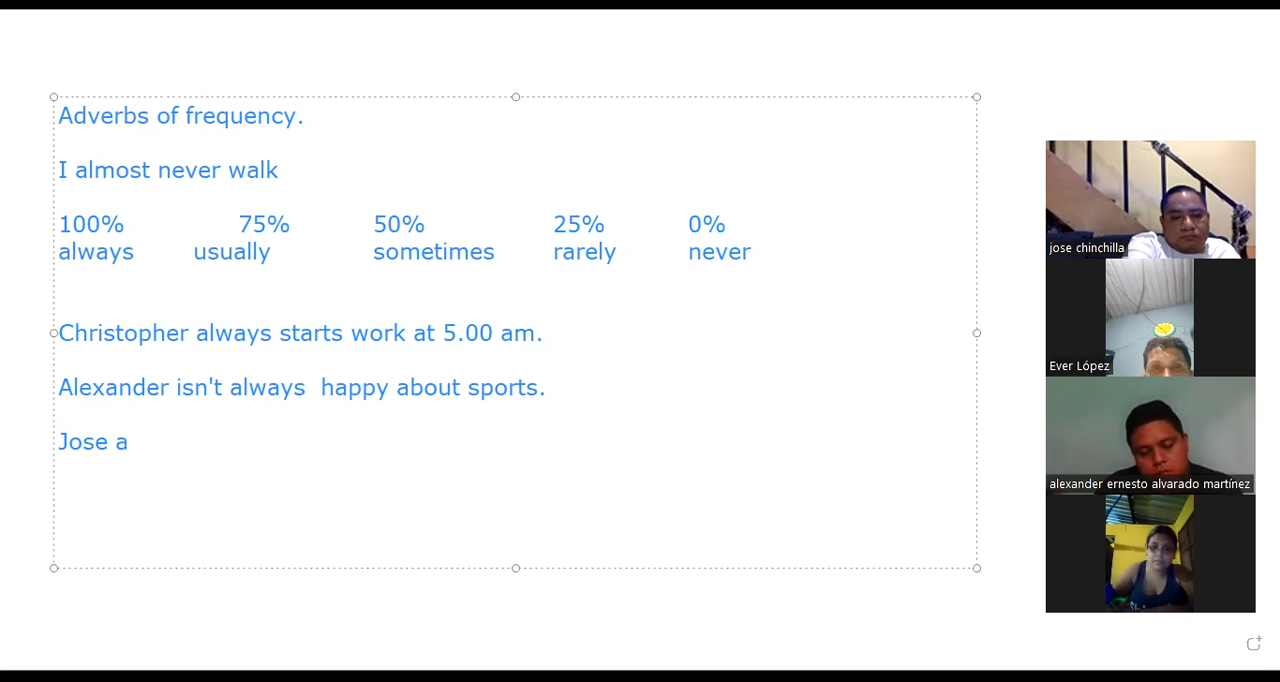 Adverbs of frequency.
I almost never walk
100% 75% 50% 25% 0%
always usually sometimes rarely never
Christopher always starts work at 5.00 am.
Alexander isn't always  happy about sports.
Jose a
jose chinchilla
Ever López
alexander ernesto alvarado martínez